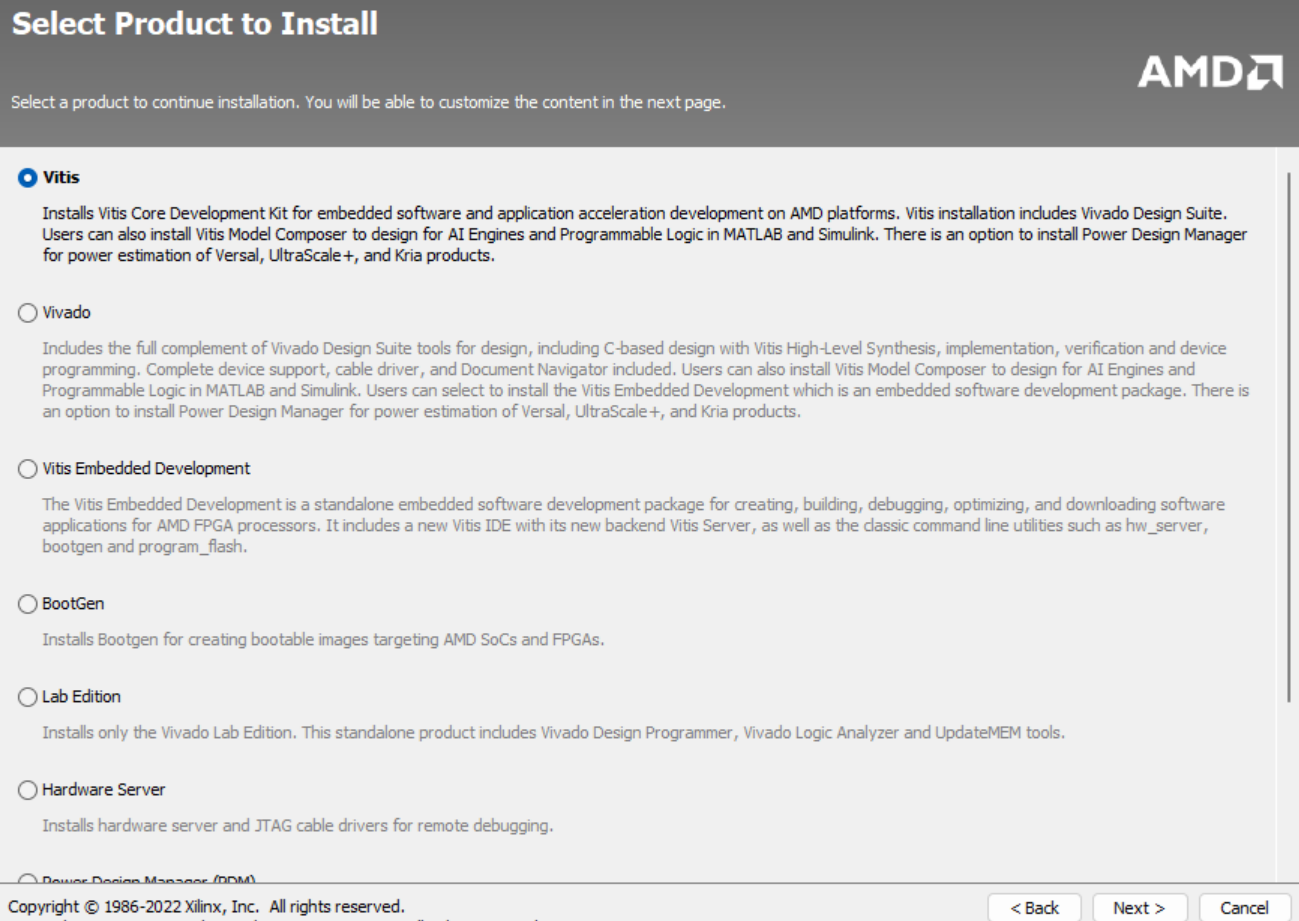 Select Product to Install
AMD
Select a product to continue installation. You will be able to customize the content in the next page.
Vitis
Installs Vitis Core Development Kit for embedded software and application acceleration development on AMD platforms. Vitis installation includes Vivado Design Suite.
Users can also install Vitis Model Composer to design for AI Engines and Programmable Logic in MATLAB and Simulink. There is an option to install Power Design Manager
for power estimation of Versal, UltraScale+, and Kria products.
Vivado
Includes the full complement of Vivado Design Suite tools for design, including C-based design with Vitis High-Level Synthesis, implementation, verification and device
programming. Complete device support, cable driver, and Document Navigator included. Users can also install Vitis Model Composer to design for AI Engines and
Programmable Logic in MATLAB and Simulink. Users can select to install the Vitis Embedded Development which is an embedded software development package. There is
an option to install Power Design Manager for power estimation of Versal, UltraScale+, and Kria products.
Vitis Embedded Development
The Vitis Embedded Development is a standalone embedded software development package for creating, building, debugging, optimizing, and downloading software
applications for AMD FPGA processors. It includes a new Vitis IDE with its new backend Vitis Server, as well as the classic command line utilities such as hw_server,
bootgen and program_flash.
BootGen
Installs Bootgen for creating bootable images targeting AMD SoCs and FPGAs.
Lab Edition
Installs only the Vivado Lab Edition. This standalone product includes Vivado Design Programmer, Vivado Logic Analyzer and UpdateMEM tools.
Hardware Server
Installs hardware server and JTAG cable drivers for remote debugging.
Power Design Manager (PDM)
Copyright © 1986-2022 Xilinx, Inc. All rights reserved.
< Back
Next >
Cancel